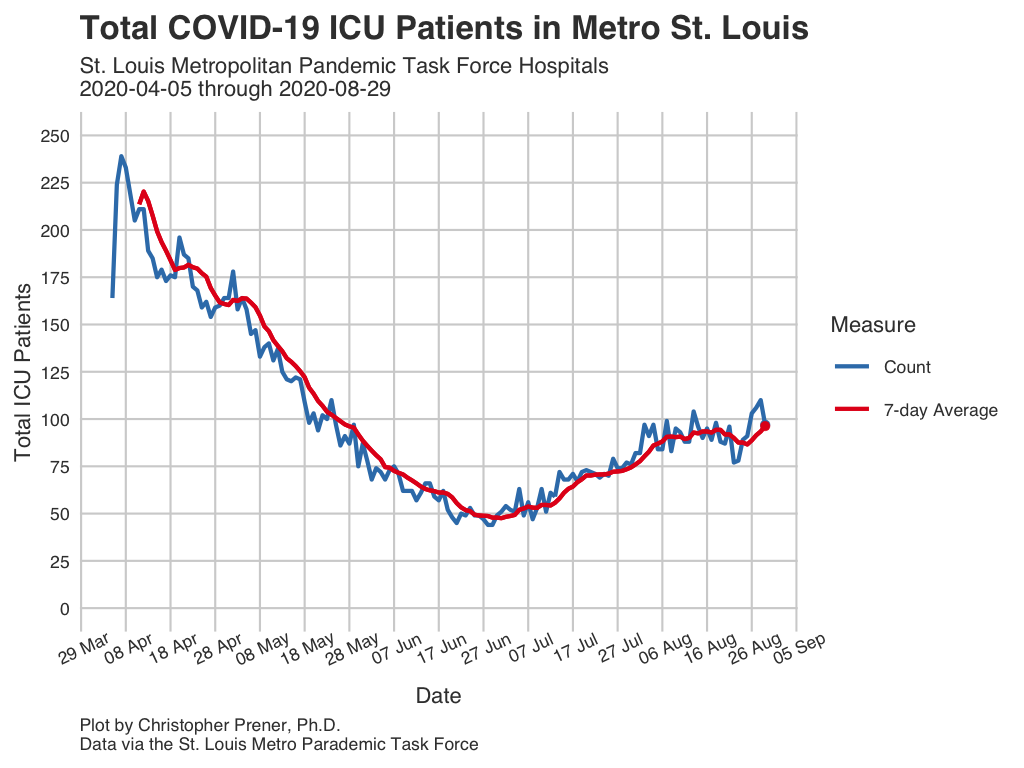 Total COVID-19 ICU Patients in Metro St. Louis
St. Louis Metropolitan Pandemic Task Force Hospitals
2020-04-05 through 2020-08-29
Total ICU Patients
250
225
200
175
150
125
100
75
50
25
0
29 Mar
08 Apr
18 Apr
28 Apr
08 May
18 May
28 May
07 Jun
17 Jun
27 Jun
07 Jul
17 Jul
27 Jul
06 Aug
16 Aug
26 Aug
05 Sep
Date
Measure
Count
7-day Average
Plot by Christopher Prener, Ph.D.
Data via the St. Louis Metro Parademic Task Force